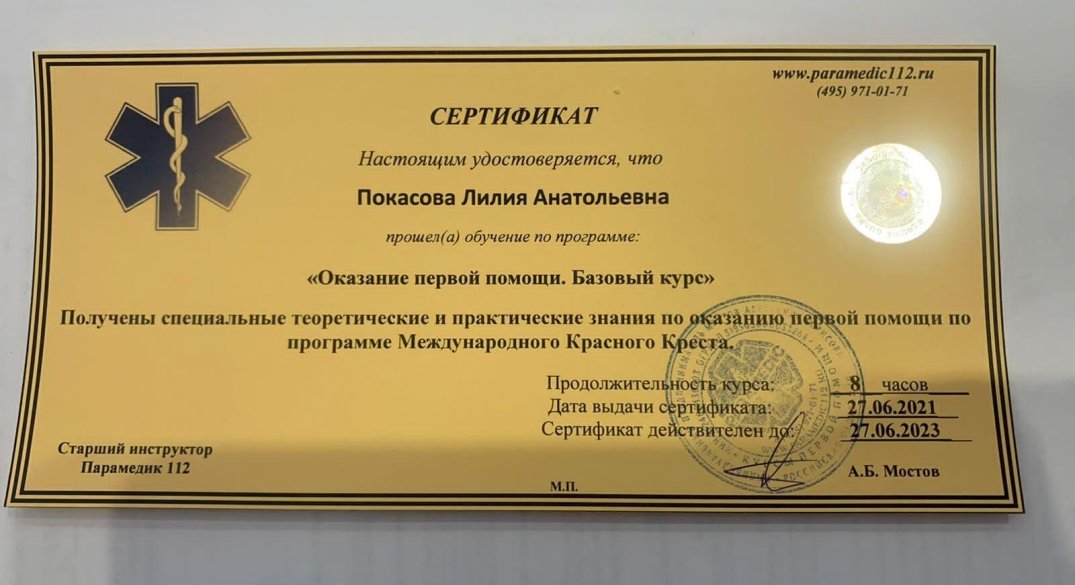 www.paramedic112.ru
(495) 971-01-71
СЕРТИФИКАТ
Настоящим удостоверяется, что
Покасова Лилия Анатольевна
прошел(а) обучение по программе:
«Оказание первой помощи. Базовый курс»
Получены специальные теоретические и практические знания по оказанию первой помощи по
программе Международного Красного Креста.
Продолжительность курса: 8 часов
Дата выдачи сертификата: 27.06.2021
Сертификат действителен до: 27.06.2023
Старший инструктор
Парамедик 112
А.Б. Мостов
М.П.